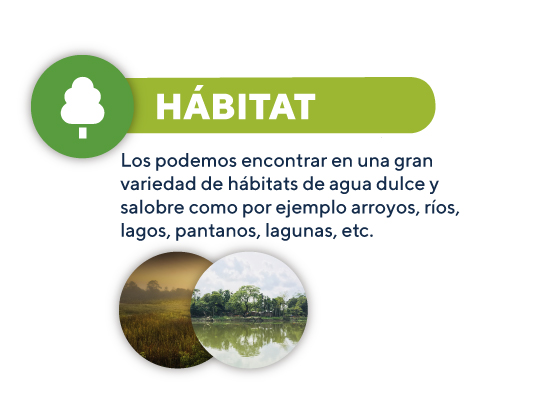 HÁBITAT
Los podemos encontrar en una gran
variedad de hábitats de agua dulce y
salobre como por ejemplo arroyos, ríos,
lagos, pantanos, lagunas, etc.